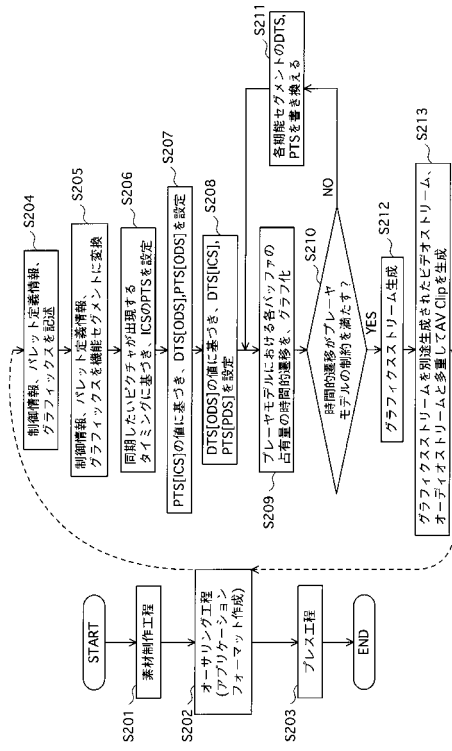 START
S201
素材制作工程
S202
オーサリング工程
(アプリケーション
フォーマット作成)
S203
プレス工程
END
S204
制御情報、パレット定義情報、
グラフィックスを記述
S205
制御情報、パレット定義情報、
グラフィックスを機能セグメントに変換
S206
同期したいピクチャが出現する
タイミングに基づき、ICSのPTSを設定
S207
PTS[ICS]の値に基づき、DTS[ODS],PTS[ODS]を設定
S208
DTS[ODS]の値に基づき、DTS[ICS],
PTS[PDS]を設定
S209
プレーヤモデルにおける各バッファの
占有量の時間的遷移を、グラフ化
S210
時間的遷移がプレーヤ
モデルの制約を満たす?
NO
S211
各期能セグメントのDTS,
PTSを書き換える
YES
S212
グラフィクスストリーム生成
S213
グラフィクスストリームを別途生成されたビデオストリーム、
オーディオストリームと多重してAV Clipを生成